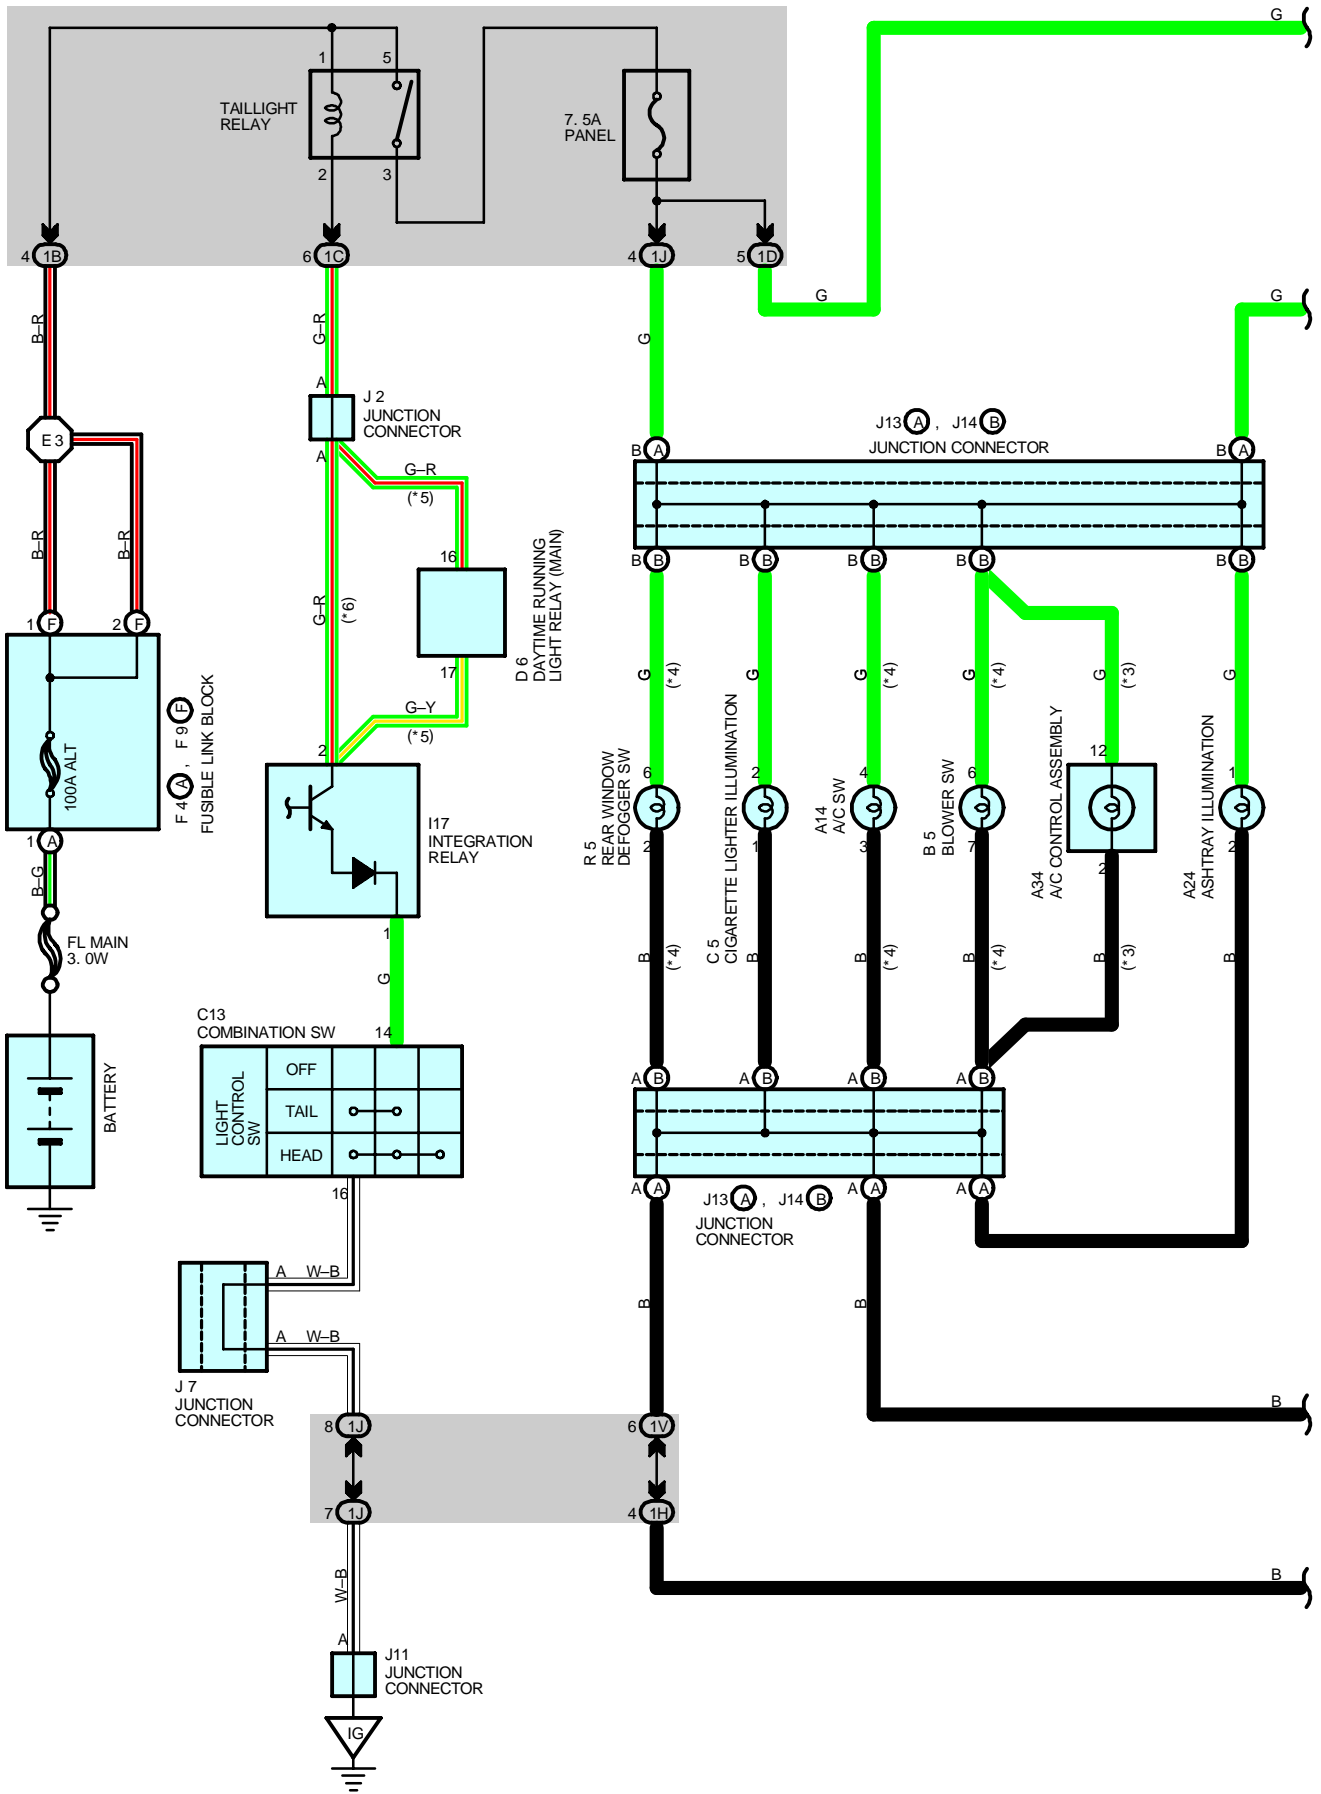 G
1
5
TAILLIGHT
RELAY
7. 5A
PANEL
2
3
4 1B
6 1C
4 1J
5 1D
G
G
B–R
G–R
G
A
J 2
JUNCTION
CONNECTOR
J13 A , J14 B
JUNCTION CONNECTOR
E 3
A
B A
B A
G–R
(*5)
B–R
B–R
16
B B
B B
B B
B B
B B
G–R
(*6)
D 6
DAYTIME RUNNING
LIGHT RELAY (MAIN)
1 F
2 F
17
G
(*4)
G
G
(*4)
G
(*4)
G
(*3)
G
G–Y
(*5)
2
100A ALT
F 4 A , F 9 F
FUSIBLE LINK BLOCK
I17
INTEGRATION
RELAY
6
2
4
6
12
1
R 5
REAR WINDOW
DEFOGGER SW
C 5
CIGARETTE LIGHTER ILLUMINATION
A14
A/C SW
B 5
BLOWER SW
A34
A/C CONTROL ASSEMBLY
A24
ASHTRAY ILLUMINATION
1 A
2
1
3
7
2
2
B–G
FL MAIN
3. 0W
1
G
B
(*4)
B
B
(*4)
B
(*4)
B
(*3)
B
C13
COMBINATION SW
14
BATTERY
LIGHT
CONTROL
SW
OFF
TAIL
HEAD
A B
A B
A B
A B
16
A A
A A
A A
J13 A , J14 B
JUNCTION
CONNECTOR
A W–B
A W–B
J 7
JUNCTION
CONNECTOR
B
B
B
8 1J
6 1V
7 1J
4 1H
W–B
B
A
J11
JUNCTION
CONNECTOR
IG